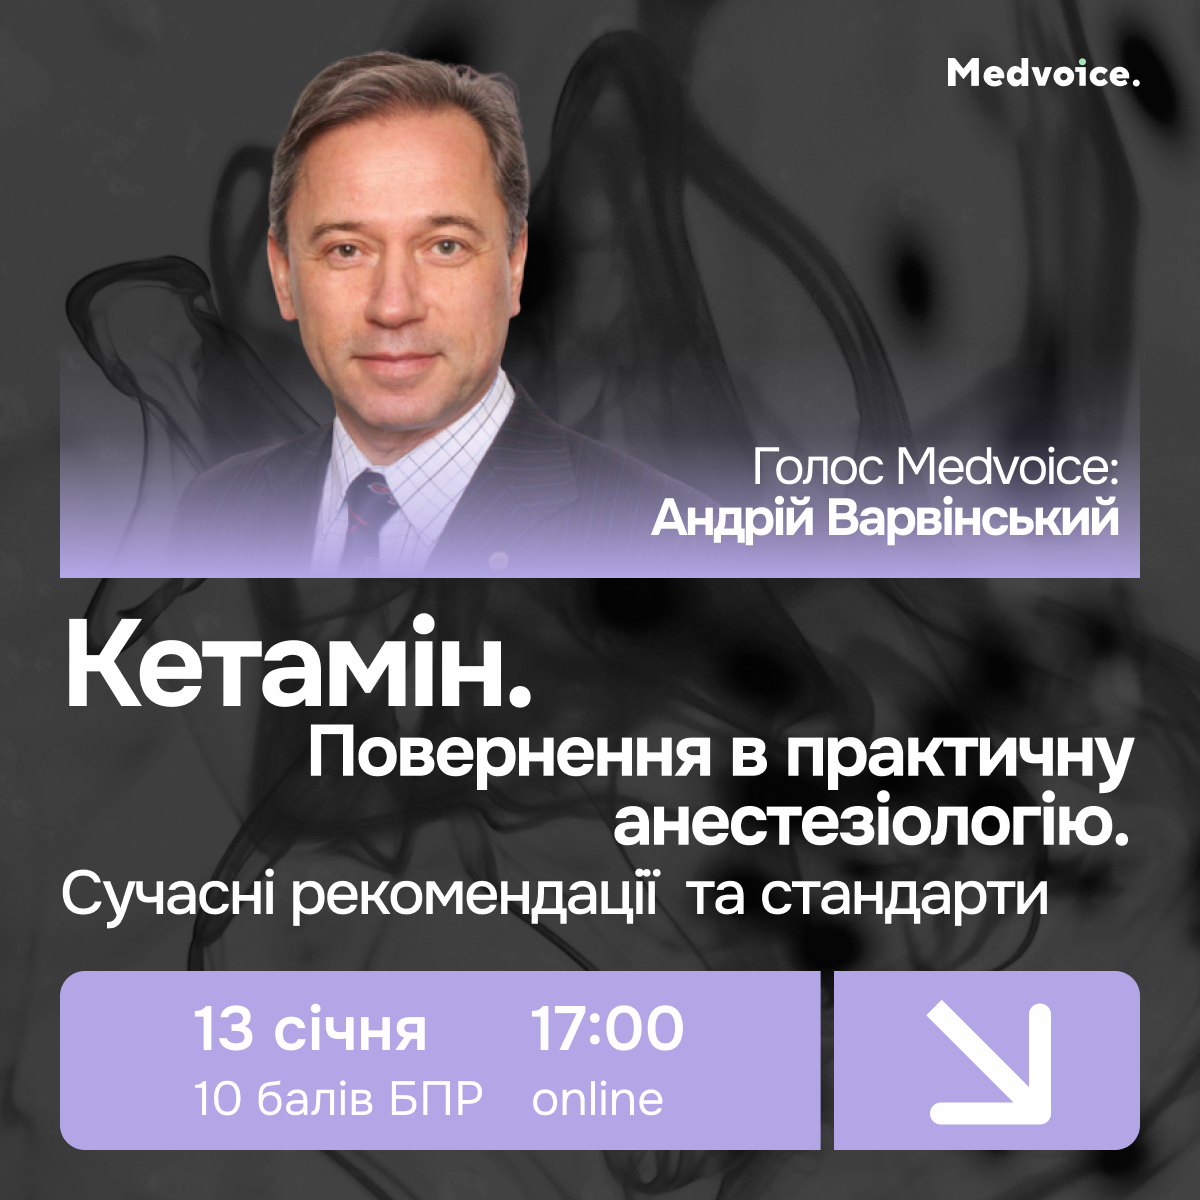 Medvoice.
Голос Medvoice:
Андрій Варвінський
Кетамін.
Повернення в практичну
анестезіологію.
Сучасні рекомендації та стандарти
13 січня 17:00
10 балів БПР online